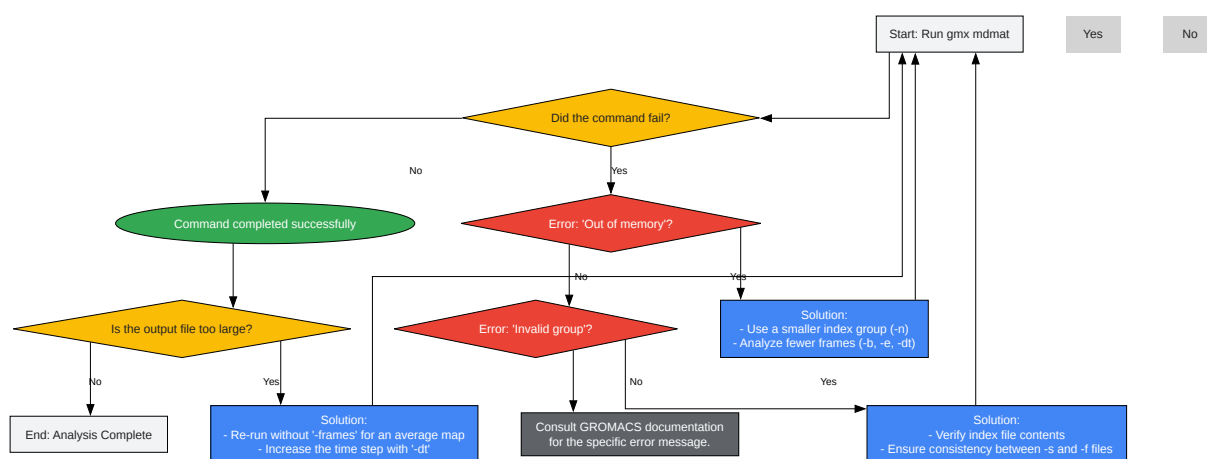 Start: Run gmx mdmat
Yes
No
Did the command fail?
No
Yes
Command completed successfully
Error: 'Out of memory'?
No
Yes
Is the output file too large?
Error: 'Invalid group'?
Solution:
- Use a smaller index group (-n)
- Analyze fewer frames (-b, -e, -dt)
No
Yes
No
Yes
End: Analysis Complete
Solution:
- Re-run without '-frames' for an average map
- Increase the time step with '-dt'
Consult GROMACS documentation
for the specific error message.
Solution:
- Verify index file contents
- Ensure consistency between -s and -f files